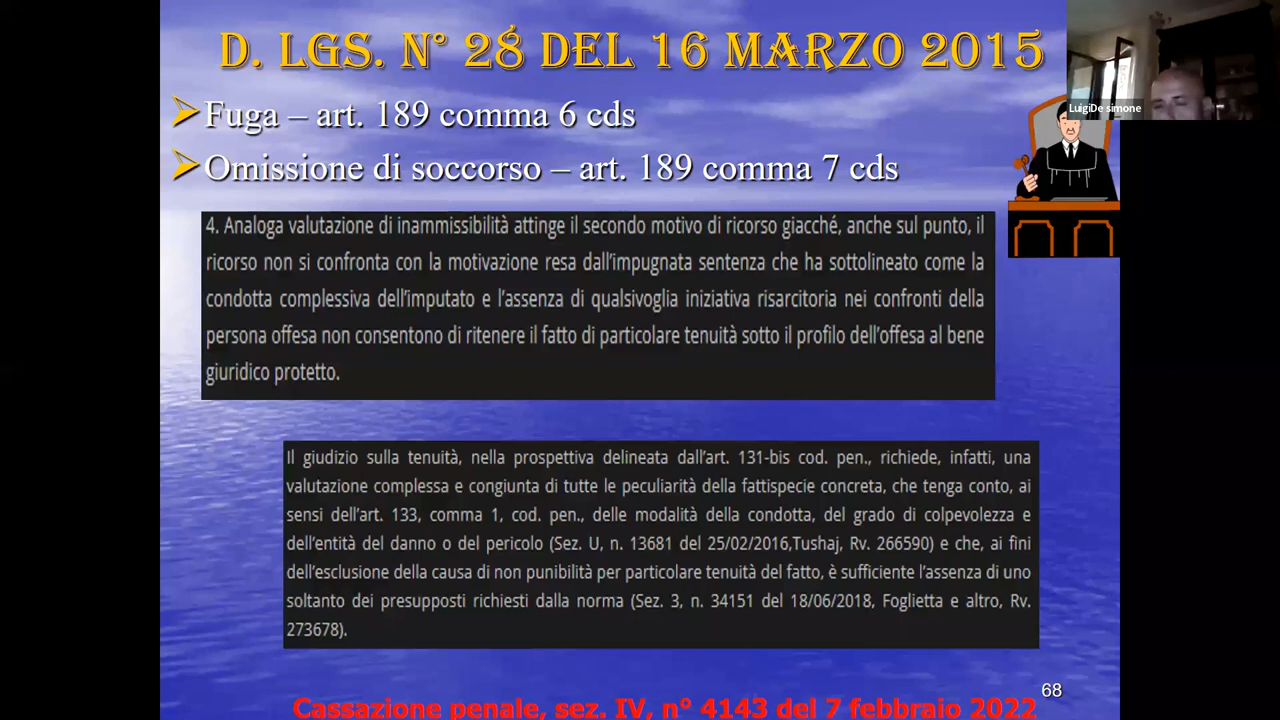 D. LGS. N° 28 DEL 16 MARZO 2015
LuigiDe simone
Fuga – art. 189 comma 6 cds
Omissione di soccorso – art. 189 comma 7 cds
4. Analoga valutazione di inammissibilità attinge il secondo motivo di ricorso giacché, anche sul punto, il
ricorso non si confronta con la motivazione resa dall'impugnata sentenza che ha sottolineato come la
condotta complessiva dell'imputato e l'assenza di qualsivoglia iniziativa risarcitoria nei confronti della
persona offesa non consentono di ritenere il fatto di particolare tenuità sotto il profilo dell'offesa al bene
giuridico protetto.
Il giudizio sulla tenuità, nella prospettiva delineata dall'art. 131-bis cod. pen., richiede, infatti, una
valutazione complessa e congiunta di tutte le peculiarità della fattispecie concreta, che tenga conto, ai
sensi dell'art. 133, comma 1, cod. pen., delle modalità della condotta, del grado di colpevolezza e
dell'entità del danno o del pericolo (Sez. U, n. 13681 del 25/02/2016,Tushaj, Rv. 266590) e che, ai fini
dell'esclusione della causa di non punibilità per particolare tenuità del fatto, è sufficiente l'assenza di uno
soltanto dei presupposti richiesti dalla norma (Sez. 3, n. 34151 del 18/06/2018, Foglietta e altro, Rv.
273678).
68
Cassazione penale, sez. IV, n° 4143 del 7 febbraio 2022